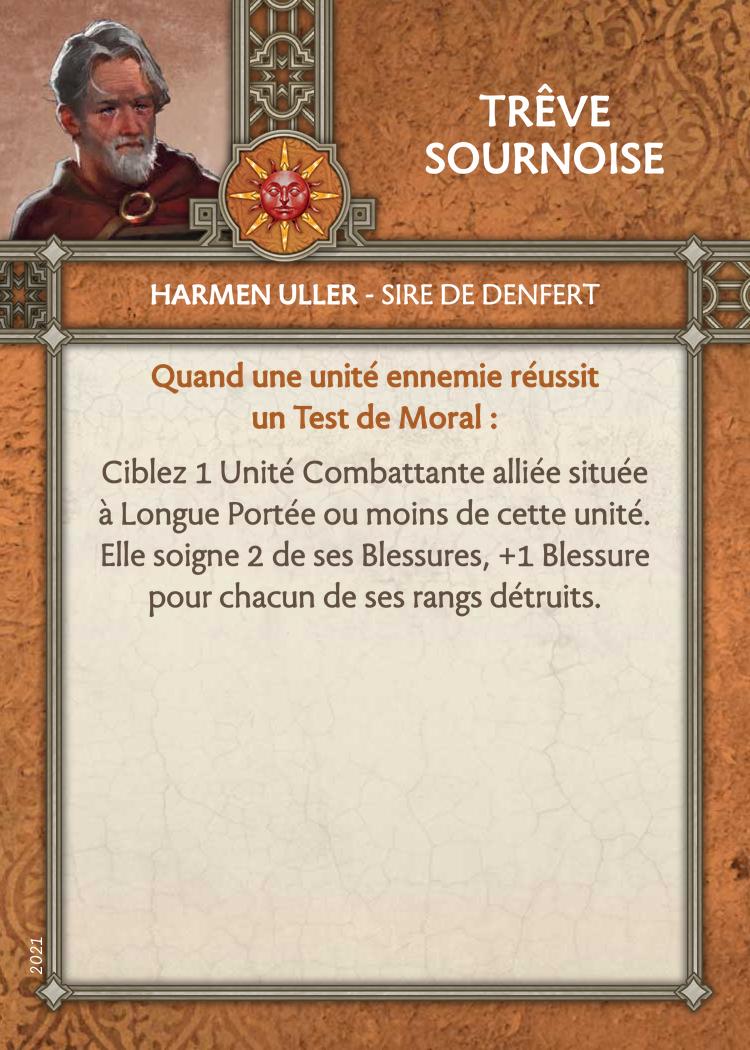 TRÊVE
SOURNOISE
HARMEN ULLER - SIRE DE DENFERT
Quand une unité ennemie réussit
un Test de Moral :
Ciblez 1 Unité Combattante alliée située
à Longue Portée ou moins de cette unité.
Elle soigne 2 de ses Blessures, +1 Blessure
pour chacun de ses rangs détruits.
2021